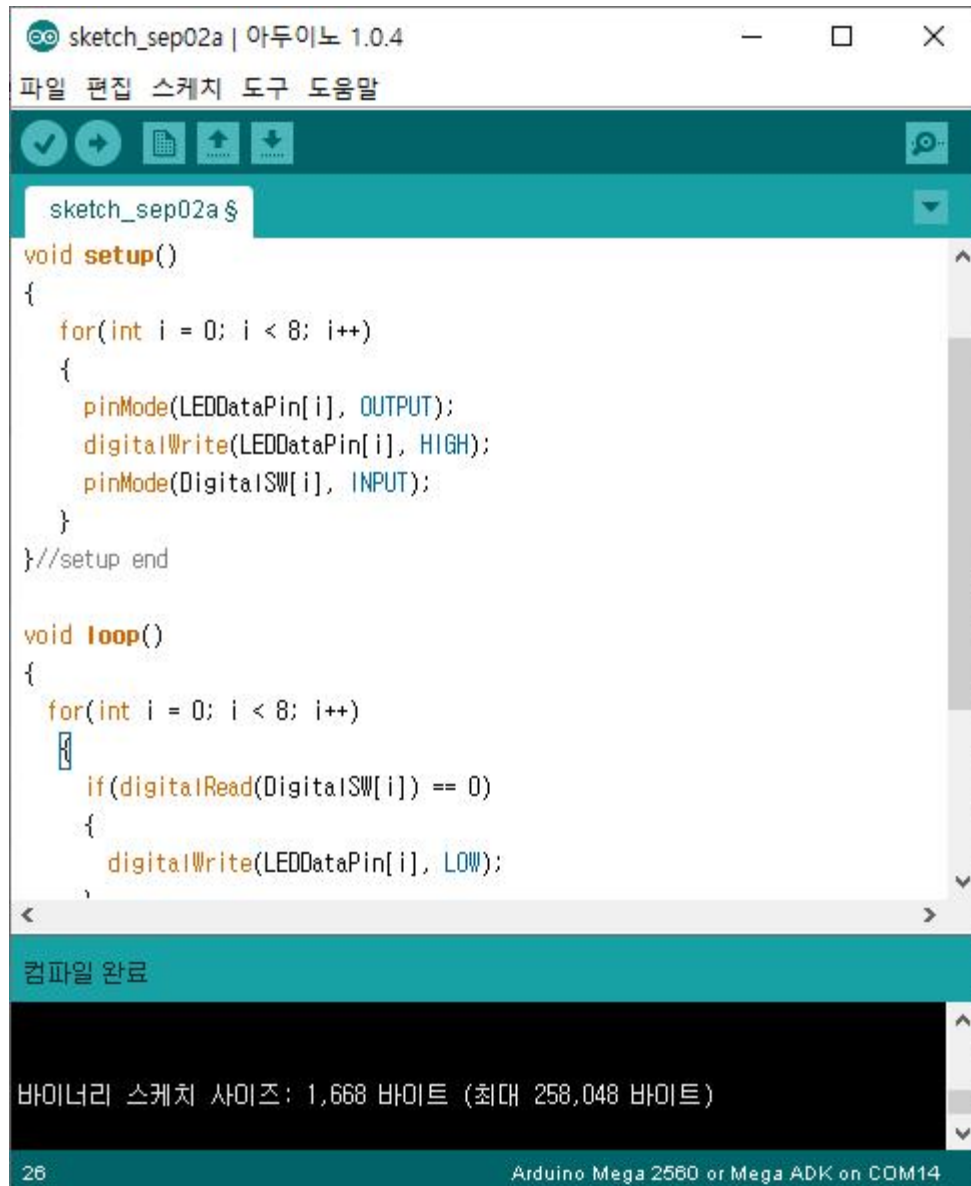 sketch_sep02a | 아두이노 1.0.4
파일 편집 스케치 도구 도움말
sketch_sep02a §
void setup()
{
for(int i = 0; i < 8; i++)
{
pinMode(LEDDataPin[i], OUTPUT);
digitalWrite(LEDDataPin[i], HIGH);
pinMode(DigitalSW[i], INPUT);
}
}//setup end
void loop()
{
for(int i = 0; i < 8; i++)
{
if(digitalRead(DigitalSW[i]) == 0)
{
digitalWrite(LEDDataPin[i], LOW);
컴파일 완료
바이너리 스케치 사이즈: 1,668 바이트 (최대 258,048 바이트)
26 Arduino Mega 2560 or Mega ADK on COM14